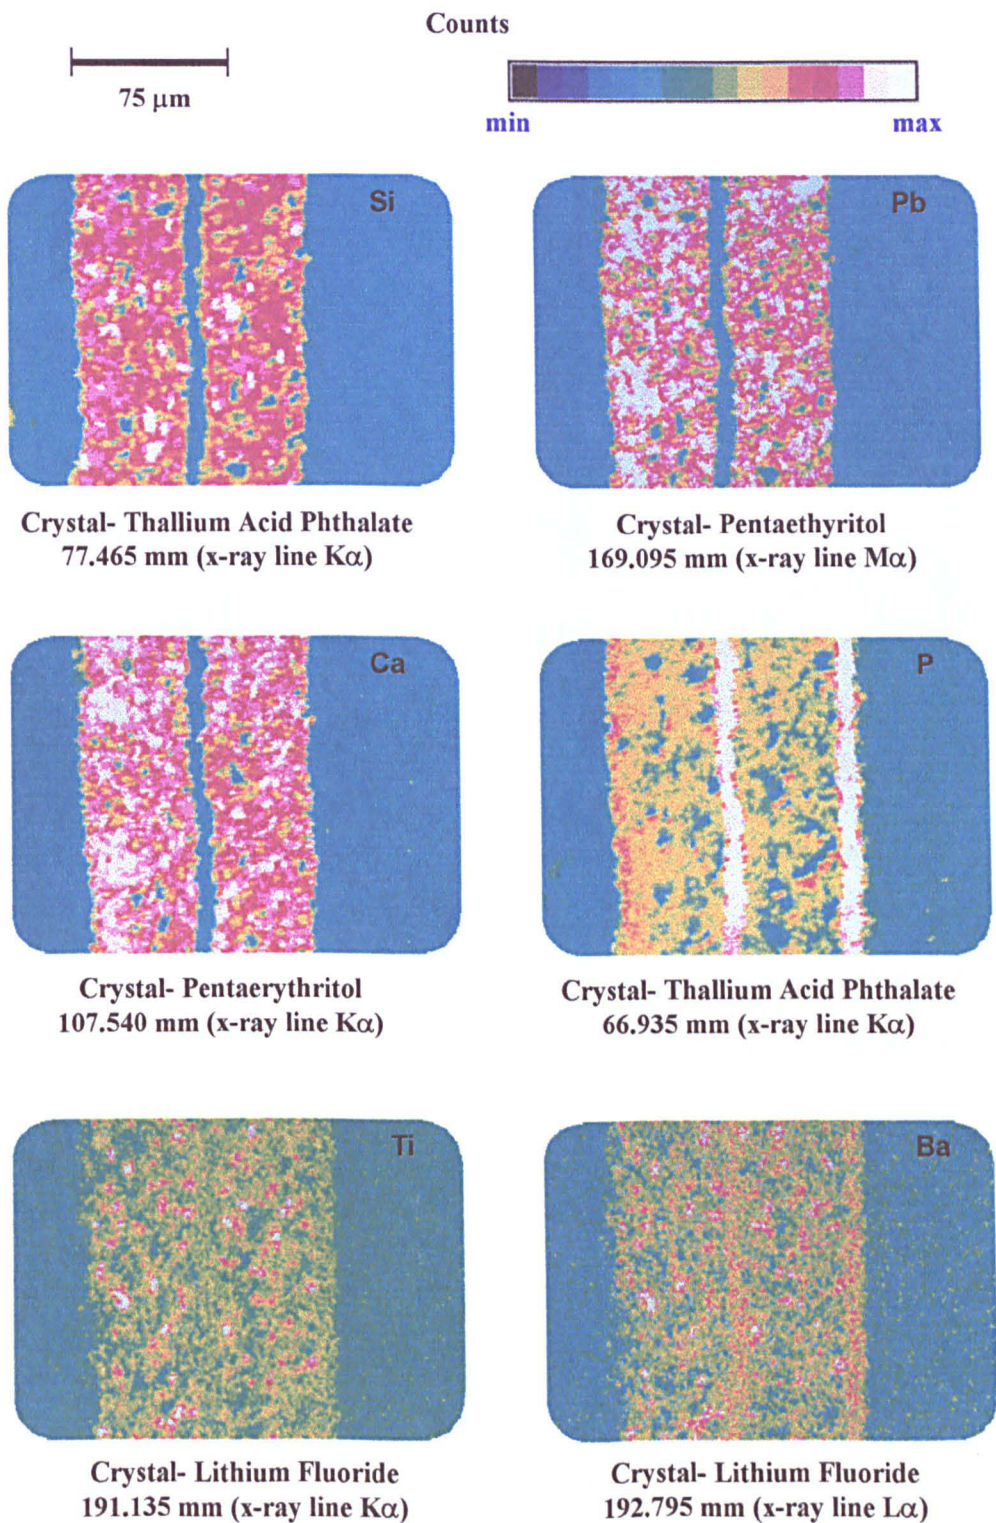 Counts
75 μm
min max
Si
Pb
Crystal- Thallium Acid Phthalate
77.465 mm (x-ray line Kα)
Crystal- Pentaethyritol
169.095 mm (x-ray line Mα)
Ca
P
Crystal- Pentaerythritol
107.540 mm (x-ray line Kα)
Crystal- Thallium Acid Phthalate
66.935 mm (x-ray line Kα)
Ti
Ba
Crystal- Lithium Fluoride
191.135 mm (x-ray line Kα)
Crystal- Lithium Fluoride
192.795 mm (x-ray line Lα)